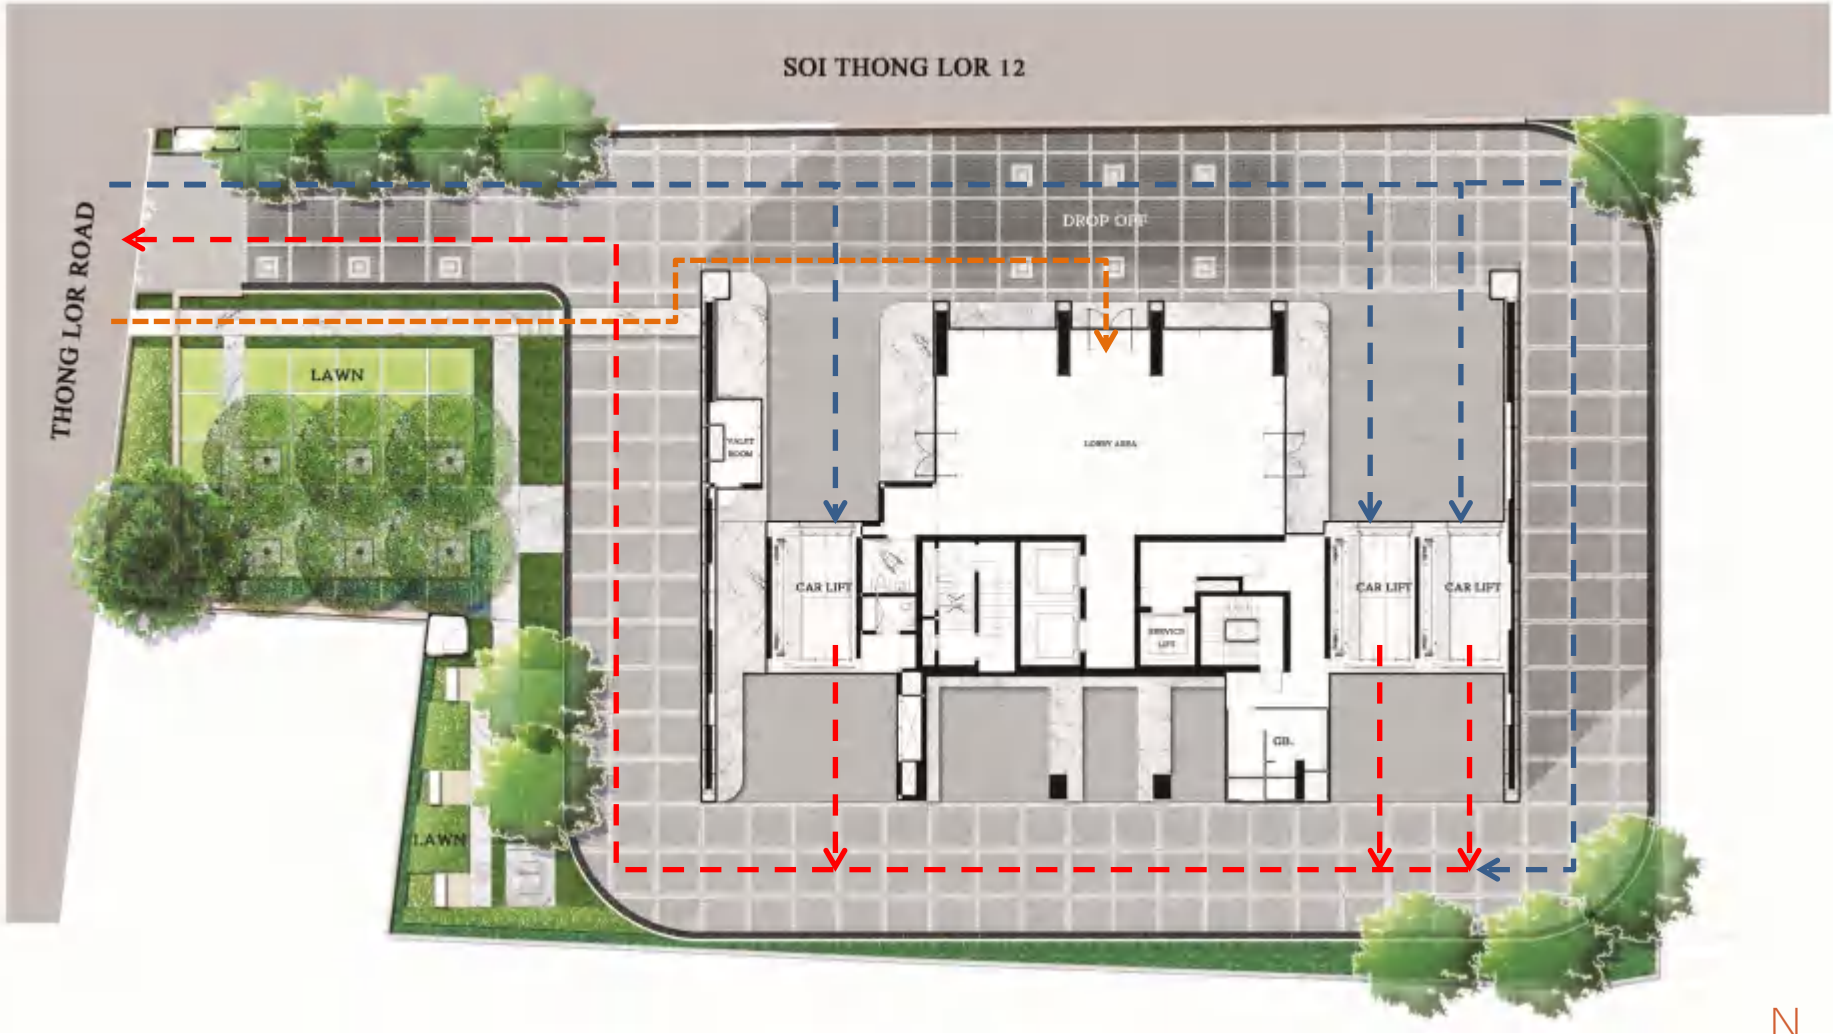 SOI THONG LOR 12
THONG LOR ROAD
DROP OFF
LAWN
VALET
ROOM
LOBBY AREA
CAR LIFT
CAR LIFT
CAR LIFT
SERVICE
LIFT
GB.
LAWN
N